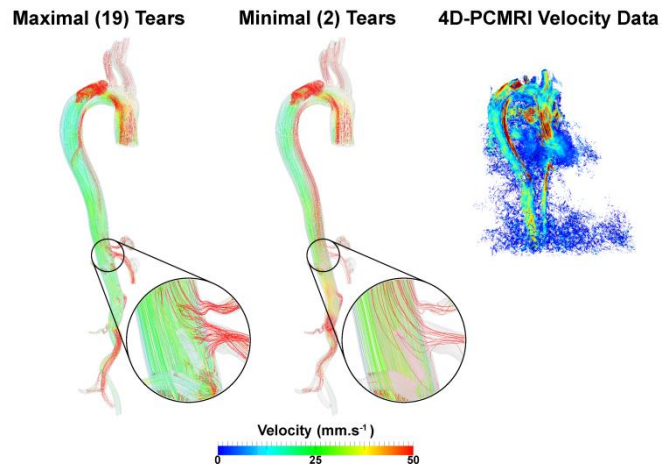 Maximal (19) Tears
Minimal (2) Tears
4D-PCMRI Velocity Data
Velocity (mm.s⁻¹)
0 25 50